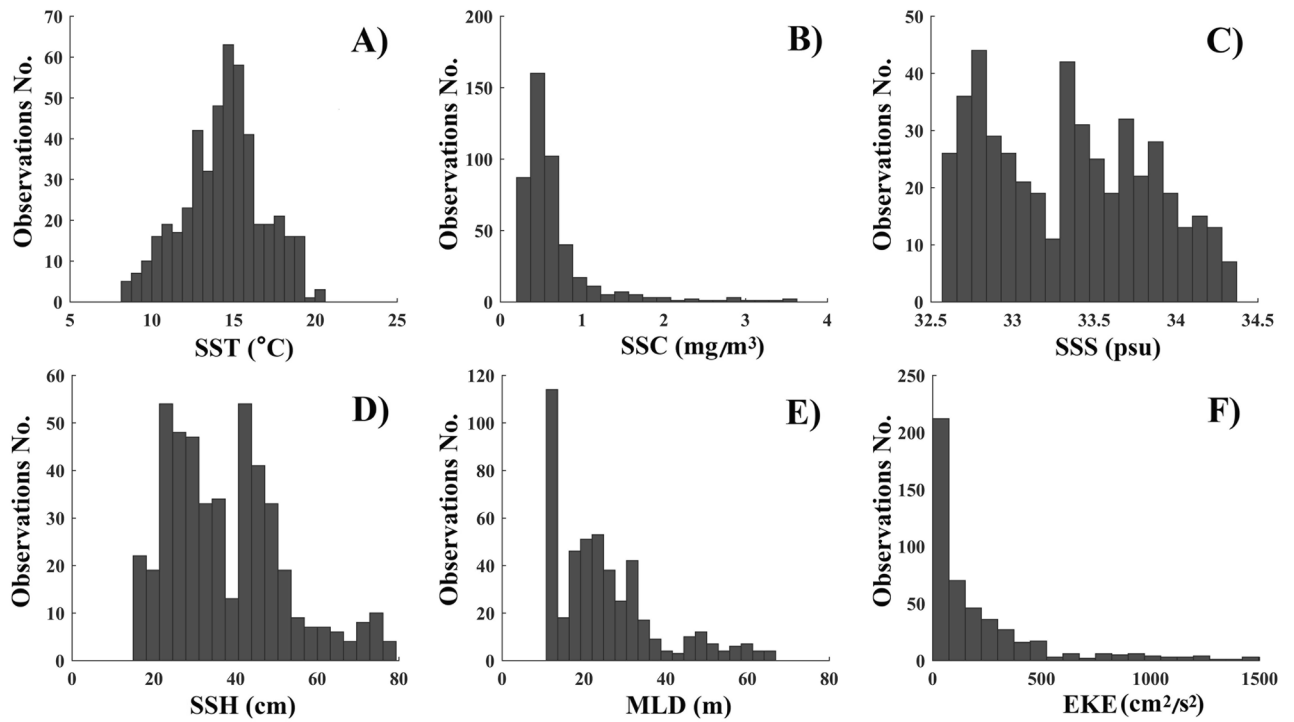 A)
Observations No.
70
60
50
40
30
20
10
0
5 10 15 20 25
SST (°C)
B)
Observations No.
200
150
100
50
0
0 1 2 3 4
SSC (mg/m³)
C)
Observations No.
50
40
30
20
10
0
32.5 33 33.5 34 34.5
SSS (psu)
D)
Observations No.
60
50
40
30
20
10
0
0 20 40 60 80
SSH (cm)
E)
Observations No.
120
100
80
60
40
20
0
0 20 40 60 80
MLD (m)
F)
Observations No.
250
200
150
100
50
0
0 500 1000 1500
EKE (cm²/s²)